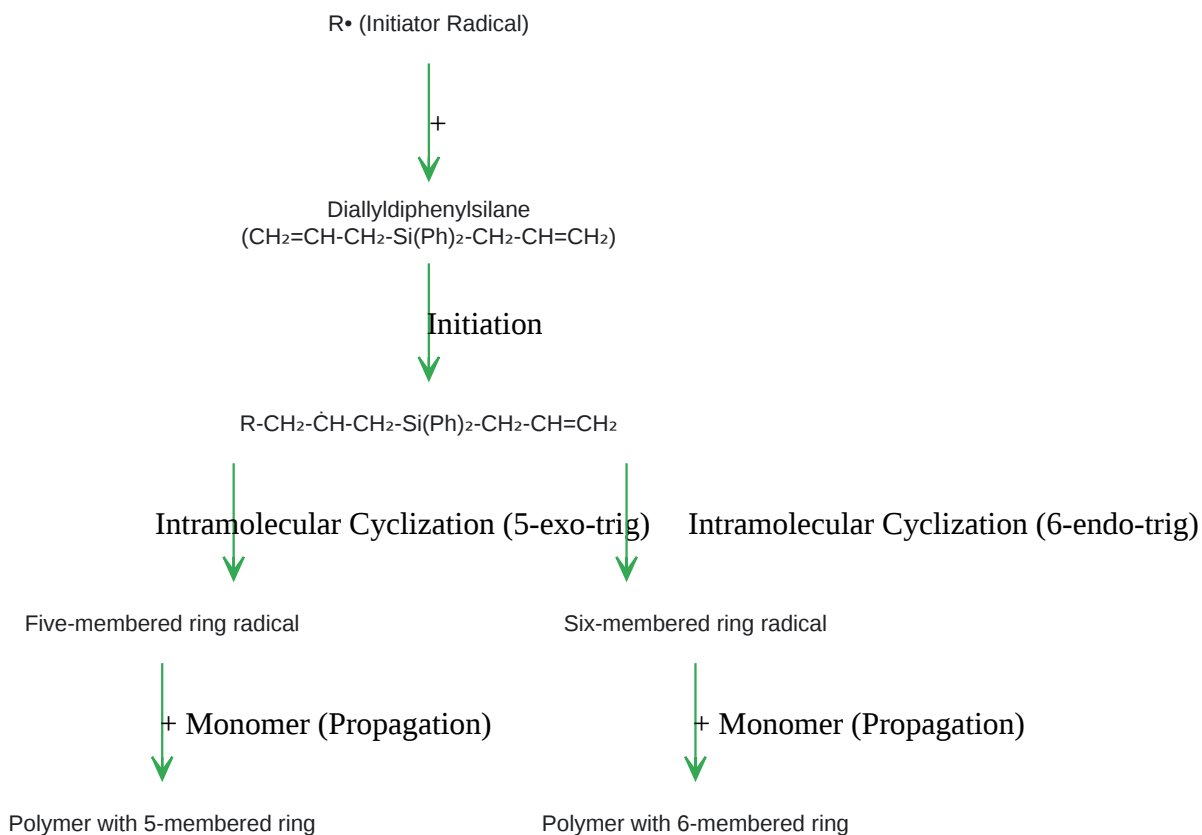 R• (Initiator Radical)
+
Diallyldiphenylsilane
(CH₂=CH-CH₂-Si(Ph)₂-CH₂-CH=CH₂)
Initiation
R-CH₂-ĊH-CH₂-Si(Ph)₂-CH₂-CH=CH₂
Intramolecular Cyclization (5-exo-trig)
Intramolecular Cyclization (6-endo-trig)
Five-membered ring radical
Six-membered ring radical
+ Monomer (Propagation)
+ Monomer (Propagation)
Polymer with 5-membered ring
Polymer with 6-membered ring